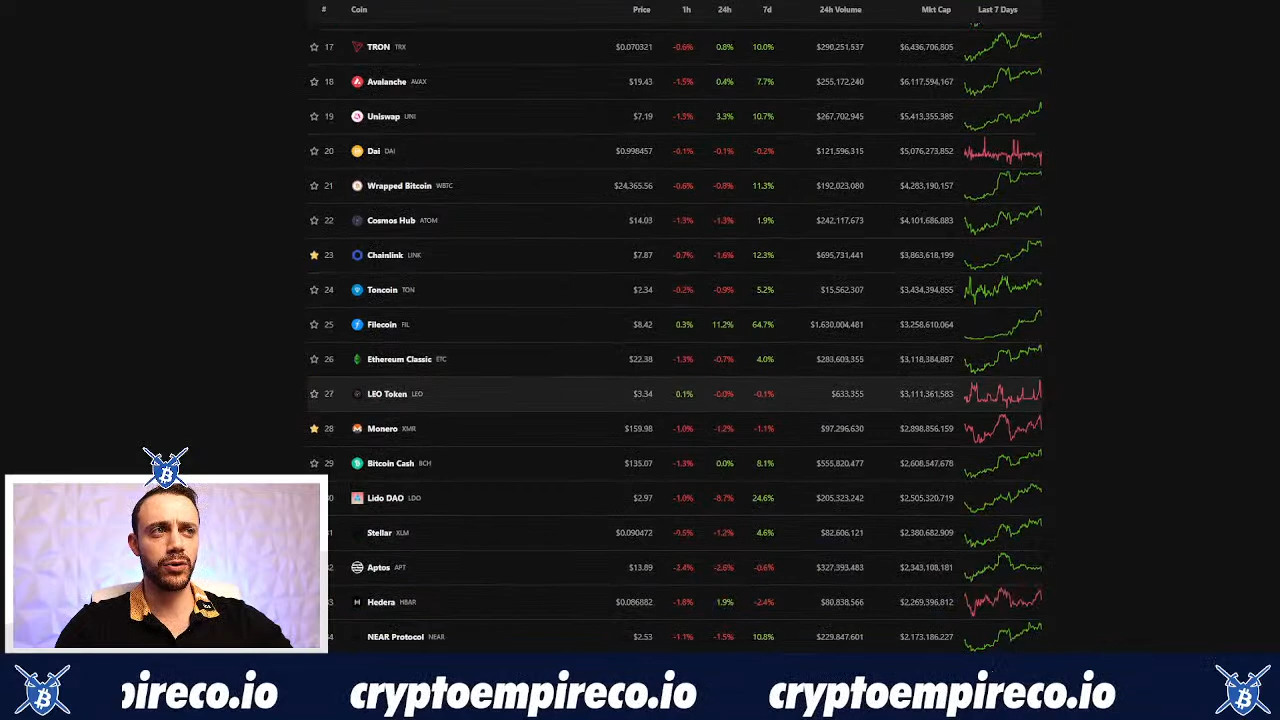 # Coin Price 1h 24h 7d 24h Volume Mkt Cap Last 7 Days
17 TRON TRX $0.070321 -0.6% 0.8% 10.0% $290,251,537 $6,436,706,805
18 Avalanche AVAX $19.43 -1.5% 0.4% 7.7% $255,172,240 $6,117,594,167
19 Uniswap UNI $7.19 -1.3% 3.3% 10.7% $267,702,945 $5,413,355,385
20 Dai DAI $0.998457 -0.1% -0.1% -0.2% $121,596,315 $5,076,273,852
21 Wrapped Bitcoin WBTC $24,365.56 -0.6% -0.8% 11.3% $192,023,080 $4,283,190,157
22 Cosmos Hub ATOM $14.03 -1.3% -1.3% 1.9% $242,117,673 $4,101,686,883
23 Chainlink LINK $7.87 -0.7% -1.6% 12.3% $695,731,441 $3,863,618,199
24 Toncoin TON $2.34 -0.2% -0.9% 5.2% $15,562,307 $3,434,394,855
25 Filecoin FIL $8.42 0.3% 11.2% 64.7% $1,630,004,481 $3,258,610,064
26 Ethereum Classic ETC $22.38 -1.3% -0.7% 4.0% $283,603,355 $3,118,384,887
27 LEO Token LEO $3.34 0.1% -0.0% -0.1% $633,355 $3,111,361,583
28 Monero XMR $159.98 -1.0% -1.2% -1.1% $97,296,630 $2,898,856,159
29 Bitcoin Cash BCH $135.07 -1.3% 0.0% 8.1% $555,820,477 $2,608,547,678
Lido DAO LDO $2.97 -1.0% -8.7% 24.6% $205,323,242 $2,505,320,719
Stellar XLM $0.090472 -0.5% -1.2% 4.6% $82,606,121 $2,380,682,909
Aptos APT $13.89 -2.4% -2.6% -0.6% $327,393,483 $2,343,108,181
Hedera HBAR $0.086882 -1.8% 1.9% -2.4% $80,838,566 $2,269,396,812
NEAR Protocol NEAR $2.53 -1.1% -1.5% 10.8% $229,847,601 $2,173,186,227
pireco.io cryptoempireco.io cryptoempireco.io